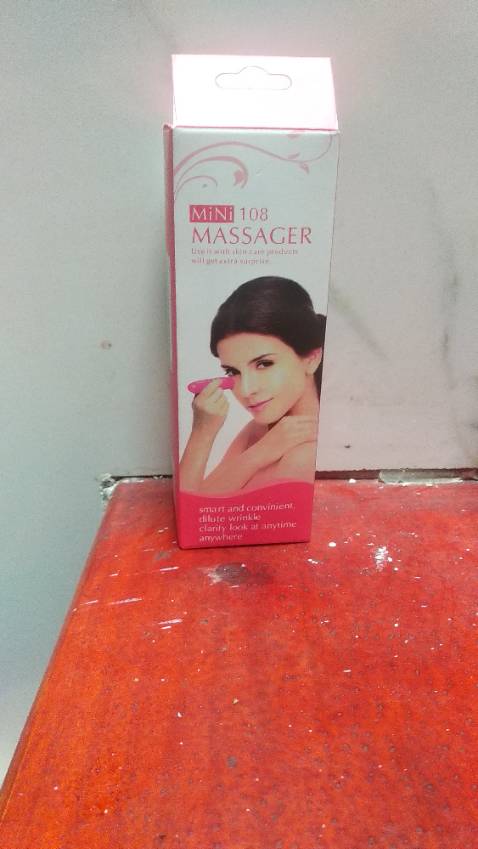 MiNi 108
MASSAGER
Use it with skin care products
will get extra surprise.
smart and convinient,
dilute wrinkle
clarity look at anytime
anywhere